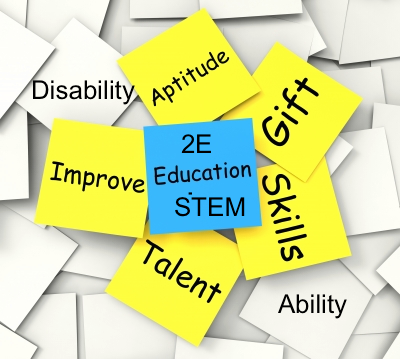 Disability
Aptitude
Gift
Improve
2E
Education
STEM
Skills
Talent
Ability